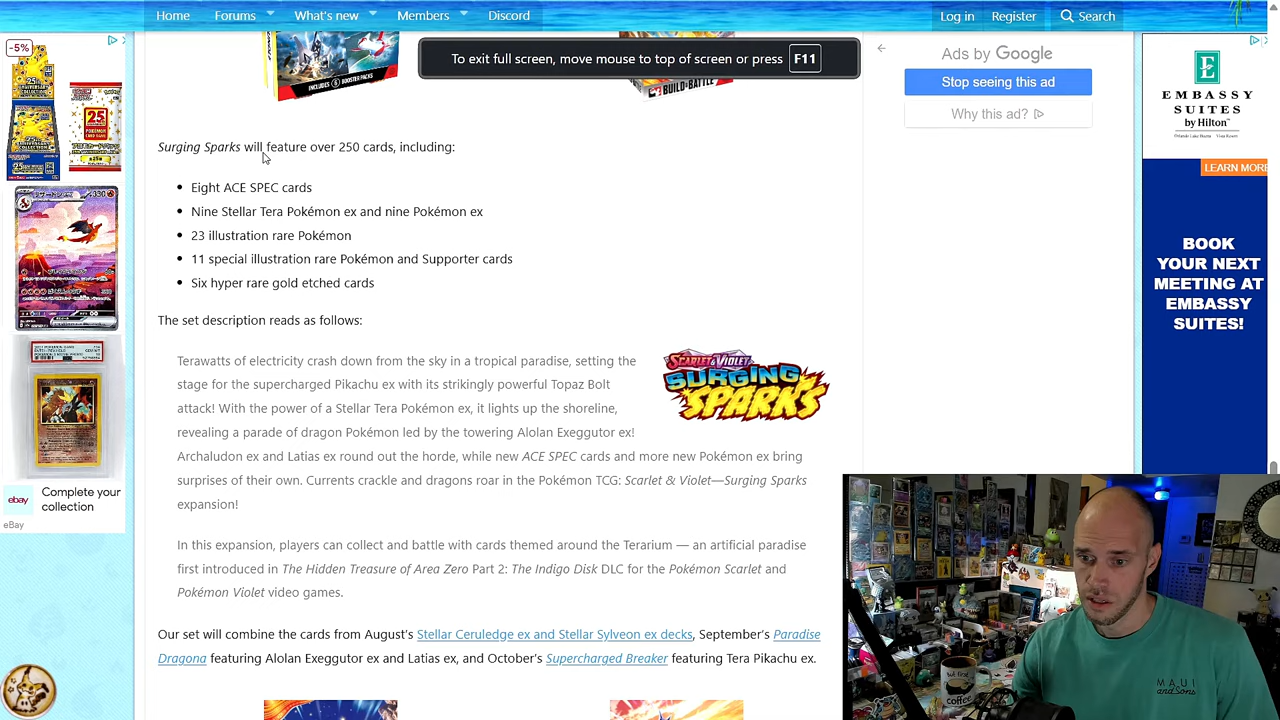 Home Forums What's new Members Discord Log in Register Search
To exit full screen, move mouse to top of screen or press F11
-5%
INCLUDES 6 BOOSTER PACKS
BUILD & BATTLE
Ads by Google
Stop seeing this ad
Why this ad?
EMBASSY
SUITES
by Hilton
LEARN MORE
BOOK
YOUR NEXT
MEETING AT
EMBASSY
SUITES!
Surging Sparks will feature over 250 cards, including:
Eight ACE SPEC cards
Nine Stellar Tera Pokémon ex and nine Pokémon ex
23 illustration rare Pokémon
11 special illustration rare Pokémon and Supporter cards
Six hyper rare gold etched cards
The set description reads as follows:
Terawatts of electricity crash down from the sky in a tropical paradise, setting the
stage for the supercharged Pikachu ex with its strikingly powerful Topaz Bolt
attack! With the power of a Stellar Tera Pokémon ex, it lights up the shoreline,
revealing a parade of dragon Pokémon led by the towering Alolan Exeggutor ex!
Archaludon ex and Latias ex round out the horde, while new ACE SPEC cards and more new Pokémon ex bring
surprises of their own. Currents crackle and dragons roar in the Pokémon TCG: Scarlet & Violet—Surging Sparks
expansion!
SCARLET & VIOLET
SURGING
SPARKS
In this expansion, players can collect and battle with cards themed around the Terarium — an artificial paradise
first introduced in The Hidden Treasure of Area Zero Part 2: The Indigo Disk DLC for the Pokémon Scarlet and
Pokémon Violet video games.
Our set will combine the cards from August's Stellar Ceruledge ex and Stellar Sylveon ex decks, September's Paradise
Dragona featuring Alolan Exeggutor ex and Latias ex, and October's Supercharged Breaker featuring Tera Pikachu ex.
ebay
Complete your
collection
eBay
but first
coffee
MAUI
and Sons